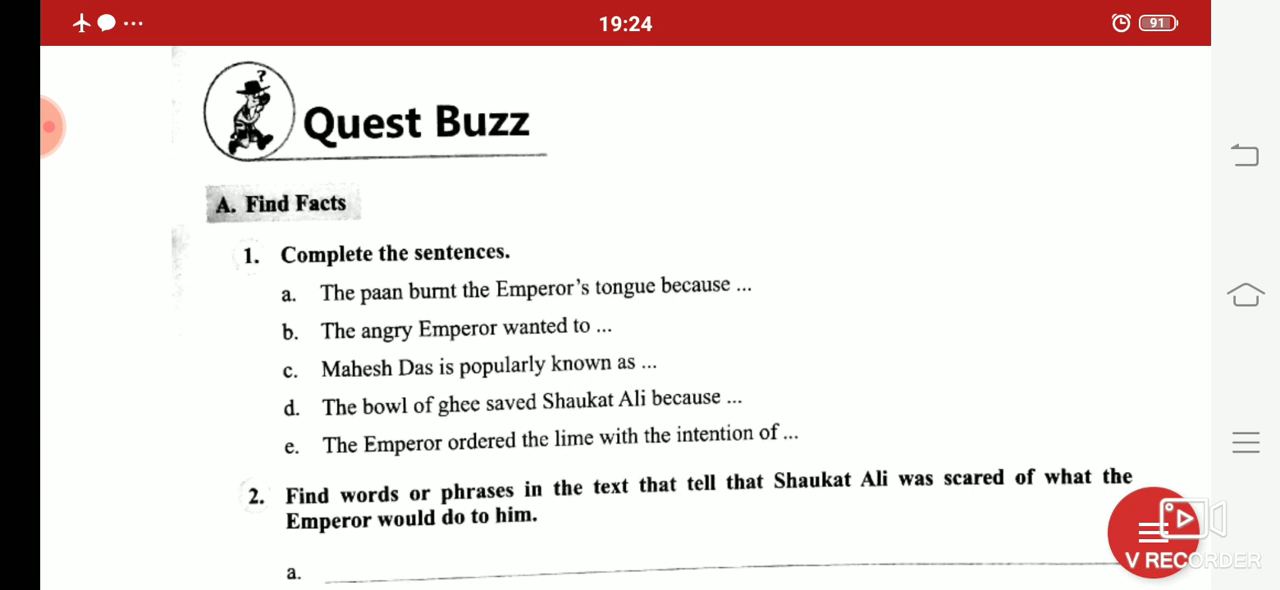 19:24
91
?
Quest Buzz
A. Find Facts
1. Complete the sentences.
a. The paan burnt the Emperor's tongue because ...
b. The angry Emperor wanted to ...
c. Mahesh Das is popularly known as ...
d. The bowl of ghee saved Shaukat Ali because ...
e. The Emperor ordered the lime with the intention of ...
2. Find words or phrases in the text that tell that Shaukat Ali was scared of what the
Emperor would do to him.
a.
V RECORDER